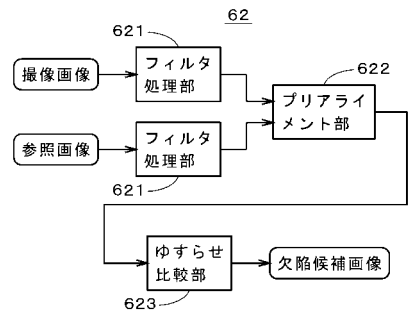 62
621
撮像画像
フィルタ
処理部
622
プリアライ
メント部
参照画像
フィルタ
処理部
621
ゆすらせ
比較部
欠陥候補画像
623